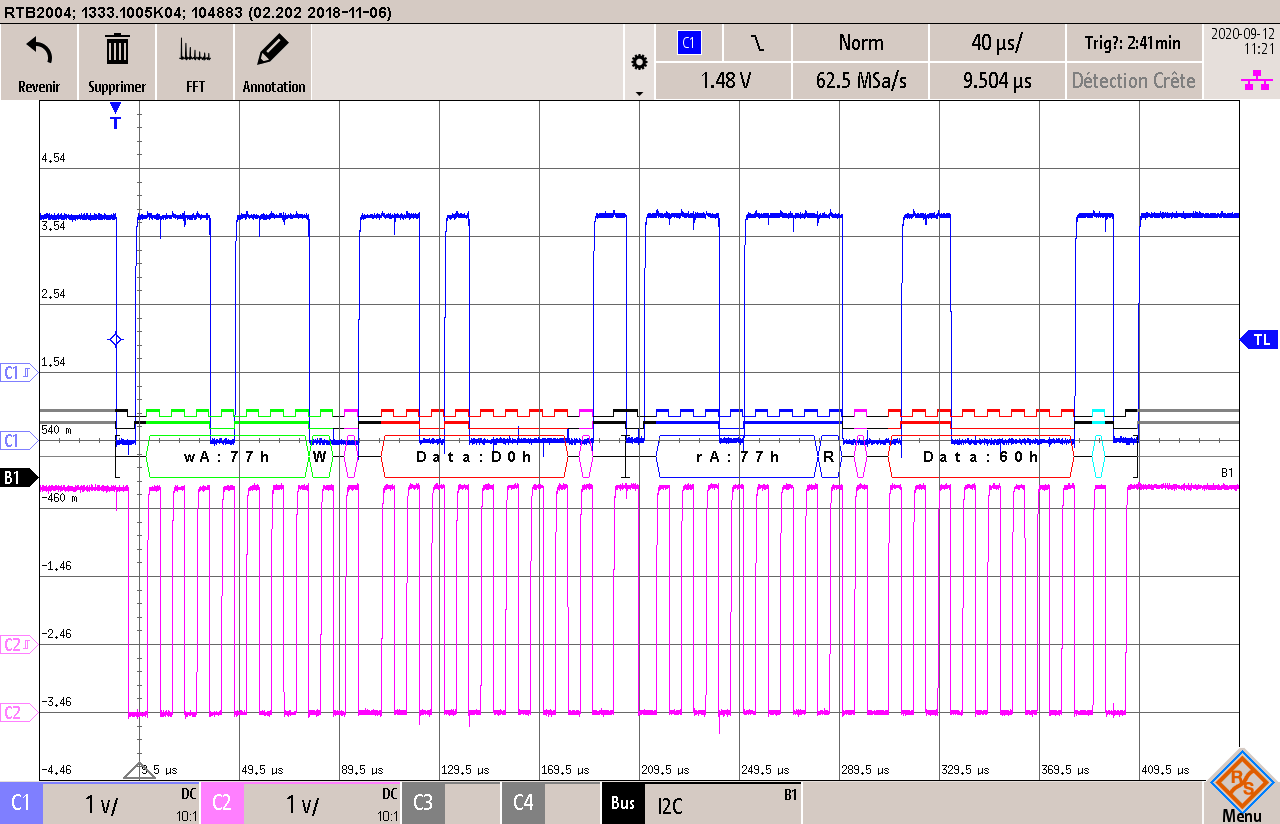 RTB2004; 1333.1005K04; 104883 (02.202 2018-11-06)
Revenir
Supprimer
FFT
Annotation
C1
Norm
40 µs/
Trig?: 2:41min
1.48 V
62.5 MSa/s
9.504 µs
Détection Crête
2020-09-12
11:21
T
4.54
3.54
2.54
1.54
540 m
-460 m
-1.46
-2.46
-3.46
-4.46
C1
C1
B1
C2
C2
TL
wA:77h
W
Data:D0h
rA:77h
R
Data:60h
B1
9.5 µs
49.5 µs
89.5 µs
129.5 µs
169.5 µs
209.5 µs
249.5 µs
289.5 µs
329.5 µs
369.5 µs
409.5 µs
C1
1 V/
DC
10:1
C2
1 V/
DC
10:1
C3
C4
Bus
I2C
B1
R S
Menu